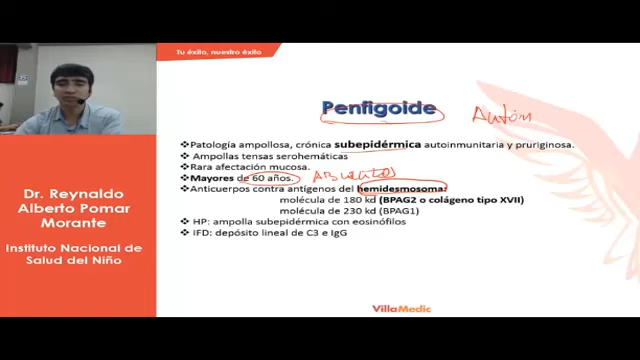 Tu éxito, nuestro éxito
Penfigoide
Autón
Patología ampollosa, crónica subepidérmica autoinmunitaria y pruriginosa.
Ampollas tensas serohemáticas
Rara afectación mucosa.
Mayores de 60 años.
Anticuerpos contra antígenos del hemidesmosoma:
molécula de 180 kd (BPAG2 o colágeno tipo XVII)
molécula de 230 kd (BPAG1)
HP: ampolla subepidérmica con eosinófilos
IFD: depósito lineal de C3 e IgG
Dr. Reynaldo
Alberto Pomar
Morante
Instituto Nacional de
Salud del Niño
VillaMedic